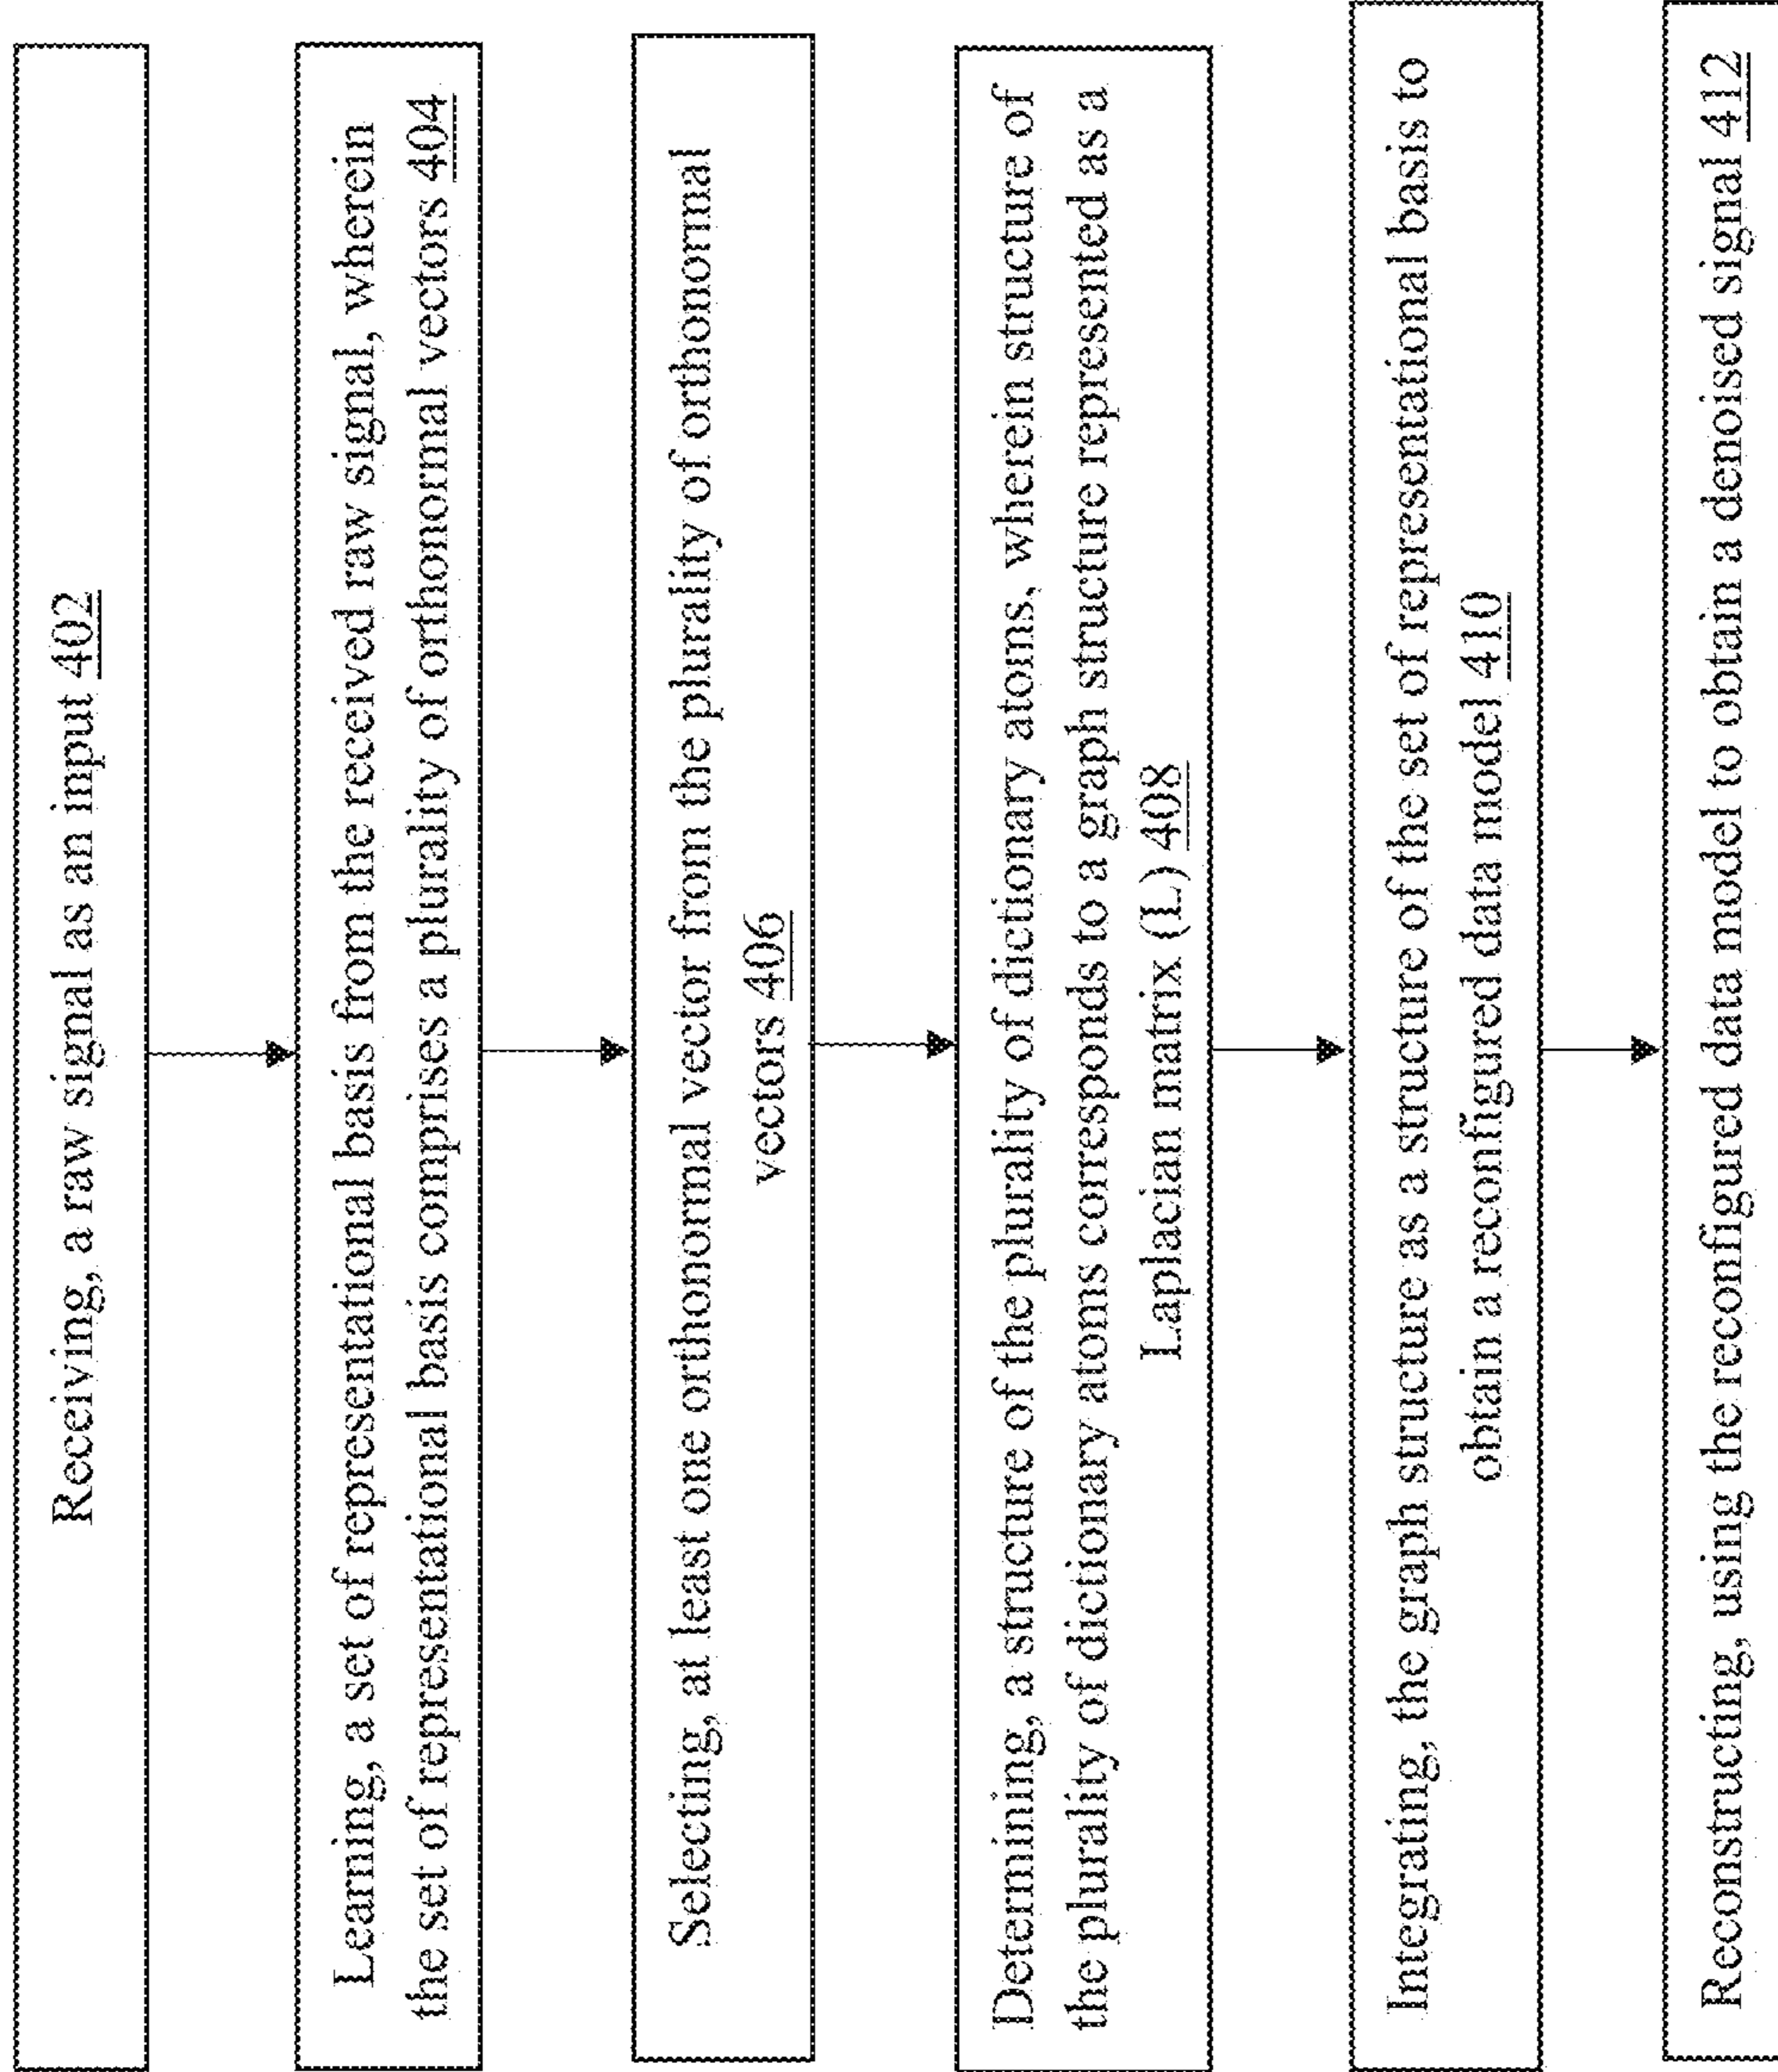 Receiving, a raw signal as an input 402
Learning, a set of representational basis from the received raw signal, wherein
the set of representational basis comprises a plurality of orthonormal vectors 404
Selecting, at least one orthonormal vector from the plurality of orthonormal
vectors 406
Determining, a structure of the plurality of dictionary atoms, wherein structure of
the plurality of dictionary atoms corresponds to a graph structure represented as a
Laplacian matrix (L) 408
Integrating, the graph structure as a structure of the set of representational basis to
obtain a reconfigured data model 410
Reconstructing, using the reconfigured data model to obtain a denoised signal 412